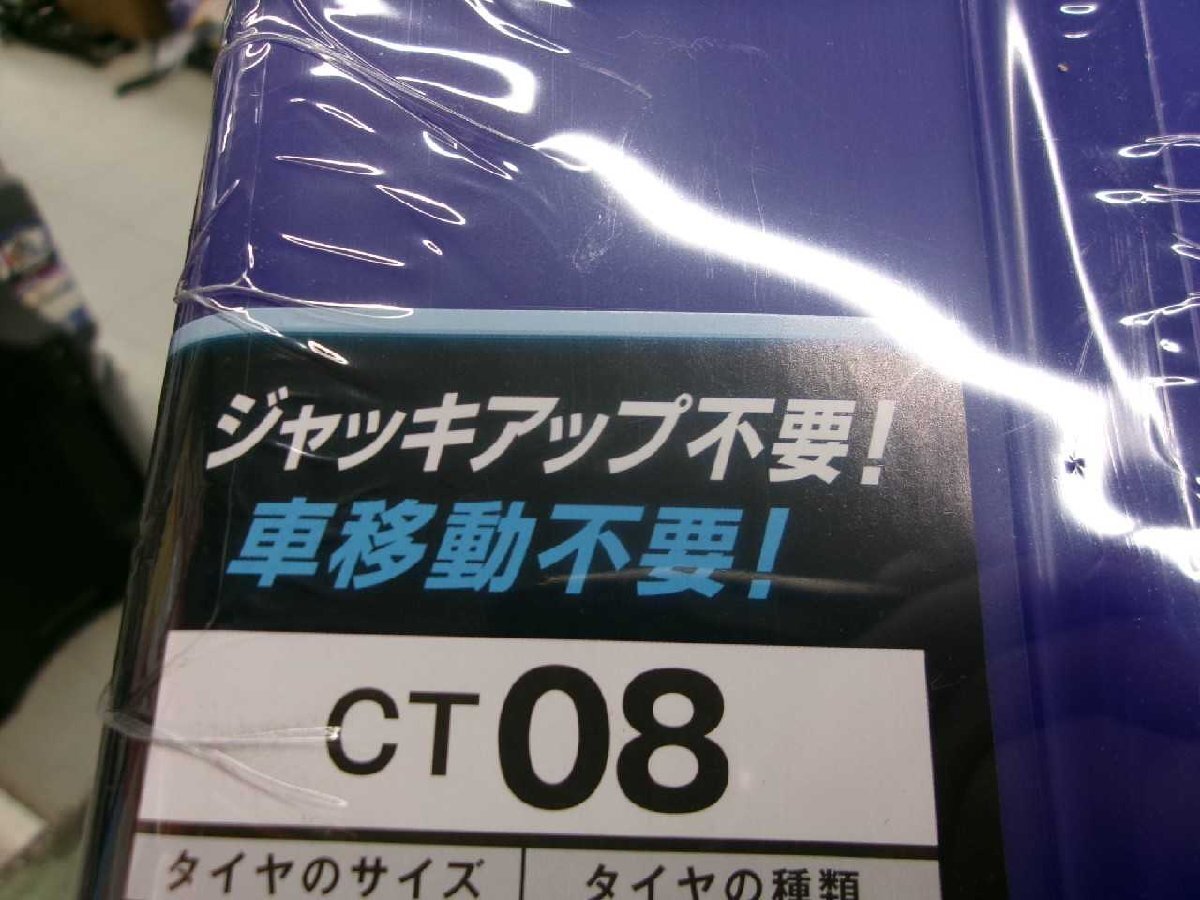 ジャッキアップ不要!
車移動不要!
CT08
タイヤのサイズ
タイヤの種類